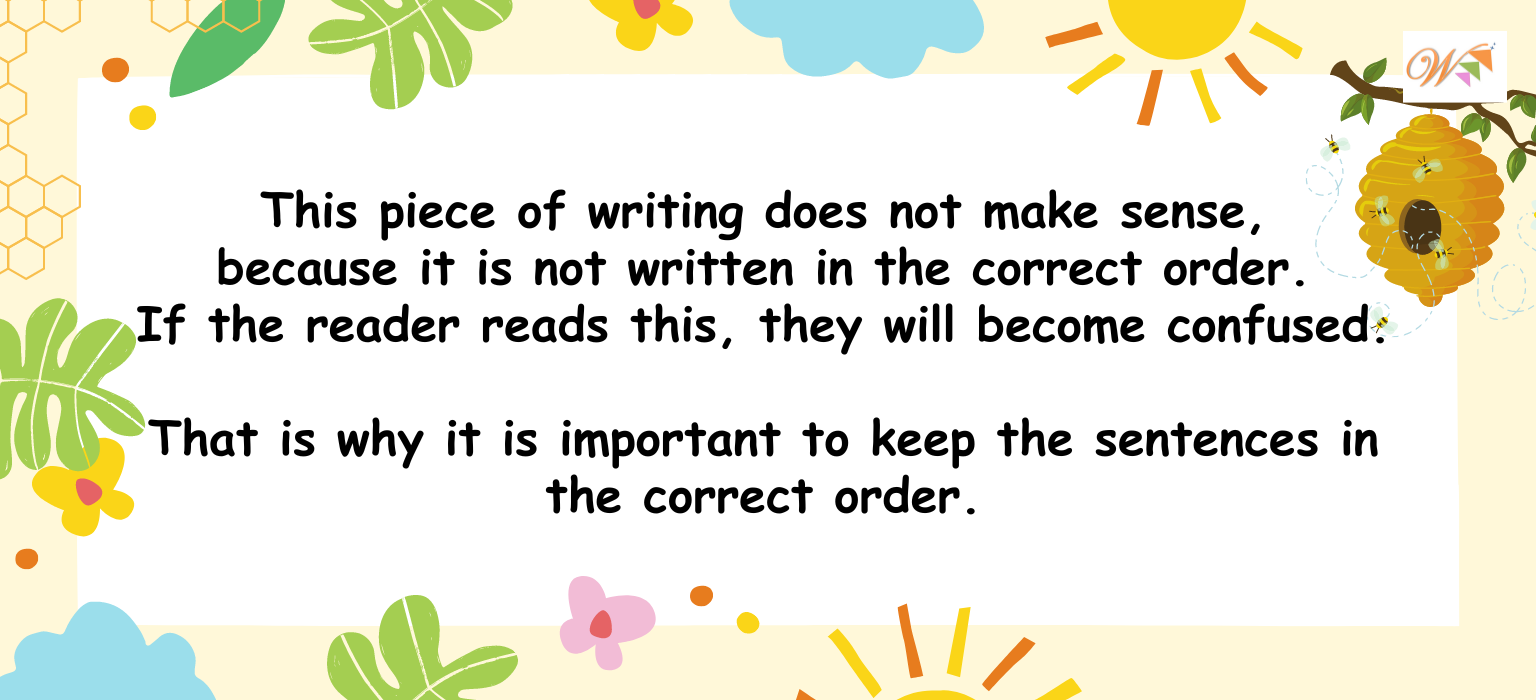 W
This piece of writing does not make sense,
because it is not written in the correct order.
If the reader reads this, they will become confused.
That is why it is important to keep the sentences in
the correct order.